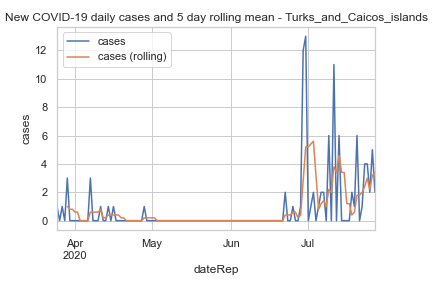 New COVID-19 daily cases and 5 day rolling mean - Turks_and_Caicos_islands
cases
cases (rolling)
12
10
8
6
4
2
0
cases
Apr
2020
May
Jun
Jul
dateRep